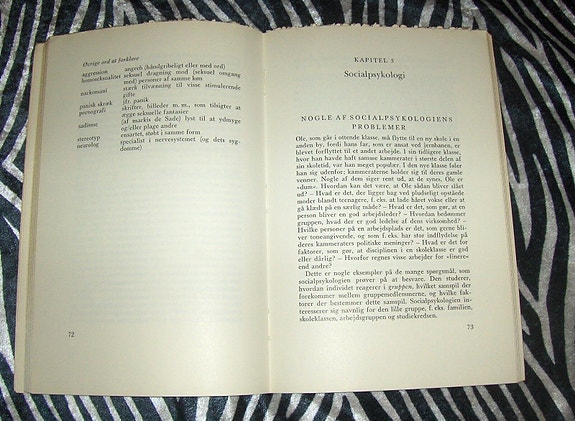 Øvrige ord at forklare
aggression angreb (håndgribeligt eller med ord)
homoseksualitet seksuel dragning mod (seksuel omgang
med) personer af samme køn
narkomani stærk tilvænning til visse stimulerende
gifte
panisk skræk jfr. panik
pornografi skrifter, billeder m. m., som tilsigter at
ægge seksuelle fantasier
sadisme (af markis de Sade) lyst til at ydmyge
og/eller plage andre
stereotyp ensartet, støbt i samme form
neurolog specialist i nervesystemet (og dets syg-
domme)
72
KAPITEL 5
Socialpsykologi
NOGLE AF SOCIALPSYKOLOGIENS
PROBLEMER
Ole, som går i ottende klasse, må flytte til en ny skole i en
anden by, fordi hans far, som er ansat ved jernbanen, er
blevet forflyttet til et andet arbejde. I sin tidligere klasse,
hvor han havde haft samme kammerater i største delen af
sin skoletid, var han meget populær. I den nye klasse føler
han sig udenfor; kammeraterne holder sig til deres gamle
venner. Nogle af dem siger rent ud, at de synes, Ole er
»dum«. Hvordan kan det være, at Ole sådan bliver slået
ud? – Hvad er det, der ligger bag ved pludseligt opståede
moder blandt teenagere, f. eks. at lade håret vokse eller at
gå klædt på en særlig måde? – Hvad er det, som gør, at en
person bliver en god arbejdsleder? – Hvordan bedømmer
gruppen, hvad der er god ledelse af dens virksomhed? –
Hvilke personer på en arbejdsplads er det, som gerne bli-
ver toneangivende, og som f. eks. har stor indflydelse på
deres kammeraters politiske meninger? – Hvad er det for
faktorer, som gør, at disciplinen i en skoleklasse er god
eller dårlig? – Hvorfor regnes visse arbejder for »finere«
end andre?
Dette er nogle eksempler på de mange spørgsmål, som
socialpsykologien prøver på at besvare. Den studerer,
hvordan individet reagerer i gruppen, hvilket samspil der
forekommer mellem gruppemedlemmerne, og hvilke fak-
torer der bestemmer dette samspil. Socialpsykologien in-
teresserer sig navnlig for den lille gruppe, f. eks. familien,
skoleklassen, arbejdsgruppen og studiekredsen.
73